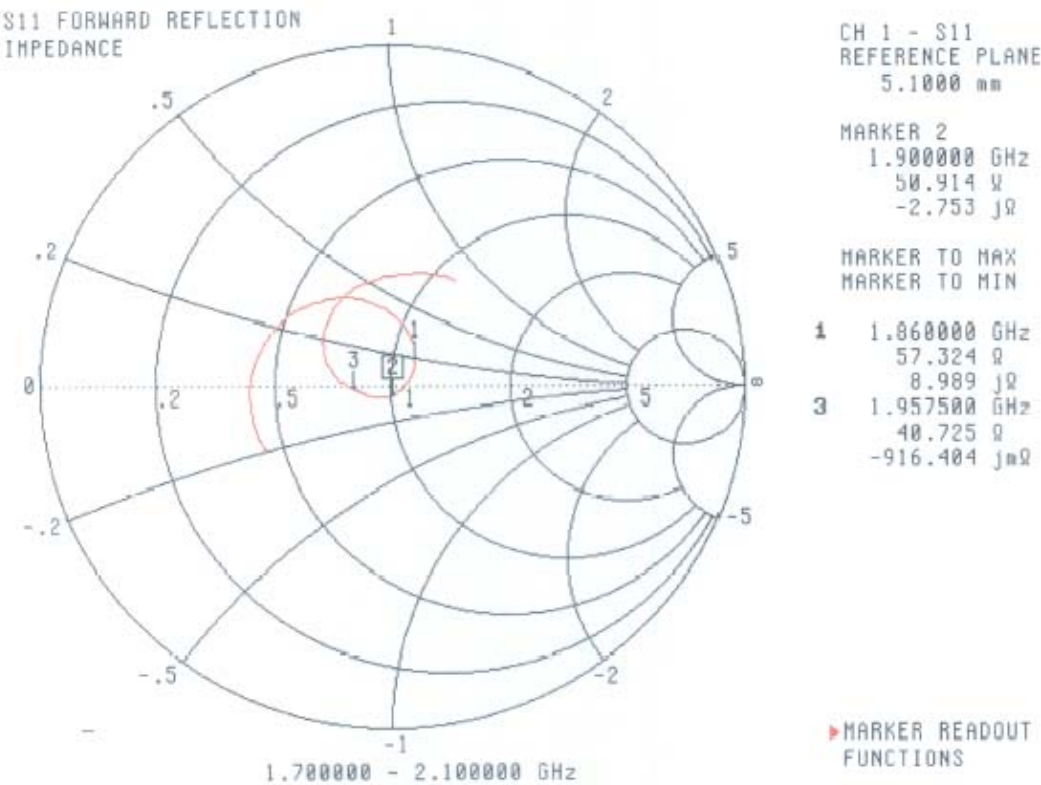 S11 FORWARD REFLECTION
IMPEDANCE
CH 1 - S11
REFERENCE PLANE
5.1000 mm
MARKER 2
1.900000 GHz
50.914 Ω
-2.753 jΩ
MARKER TO MAX
MARKER TO MIN
1 1.860000 GHz
57.324 Ω
8.989 jΩ
3 1.957500 GHz
40.725 Ω
-916.404 jmΩ
1
.5
2
.2
5
3
2
1
0
.2
.5
1
2
5
∞
-.2
-5
-.5
-2
-1
1.700000 - 2.100000 GHz
MARKER READOUT
FUNCTIONS